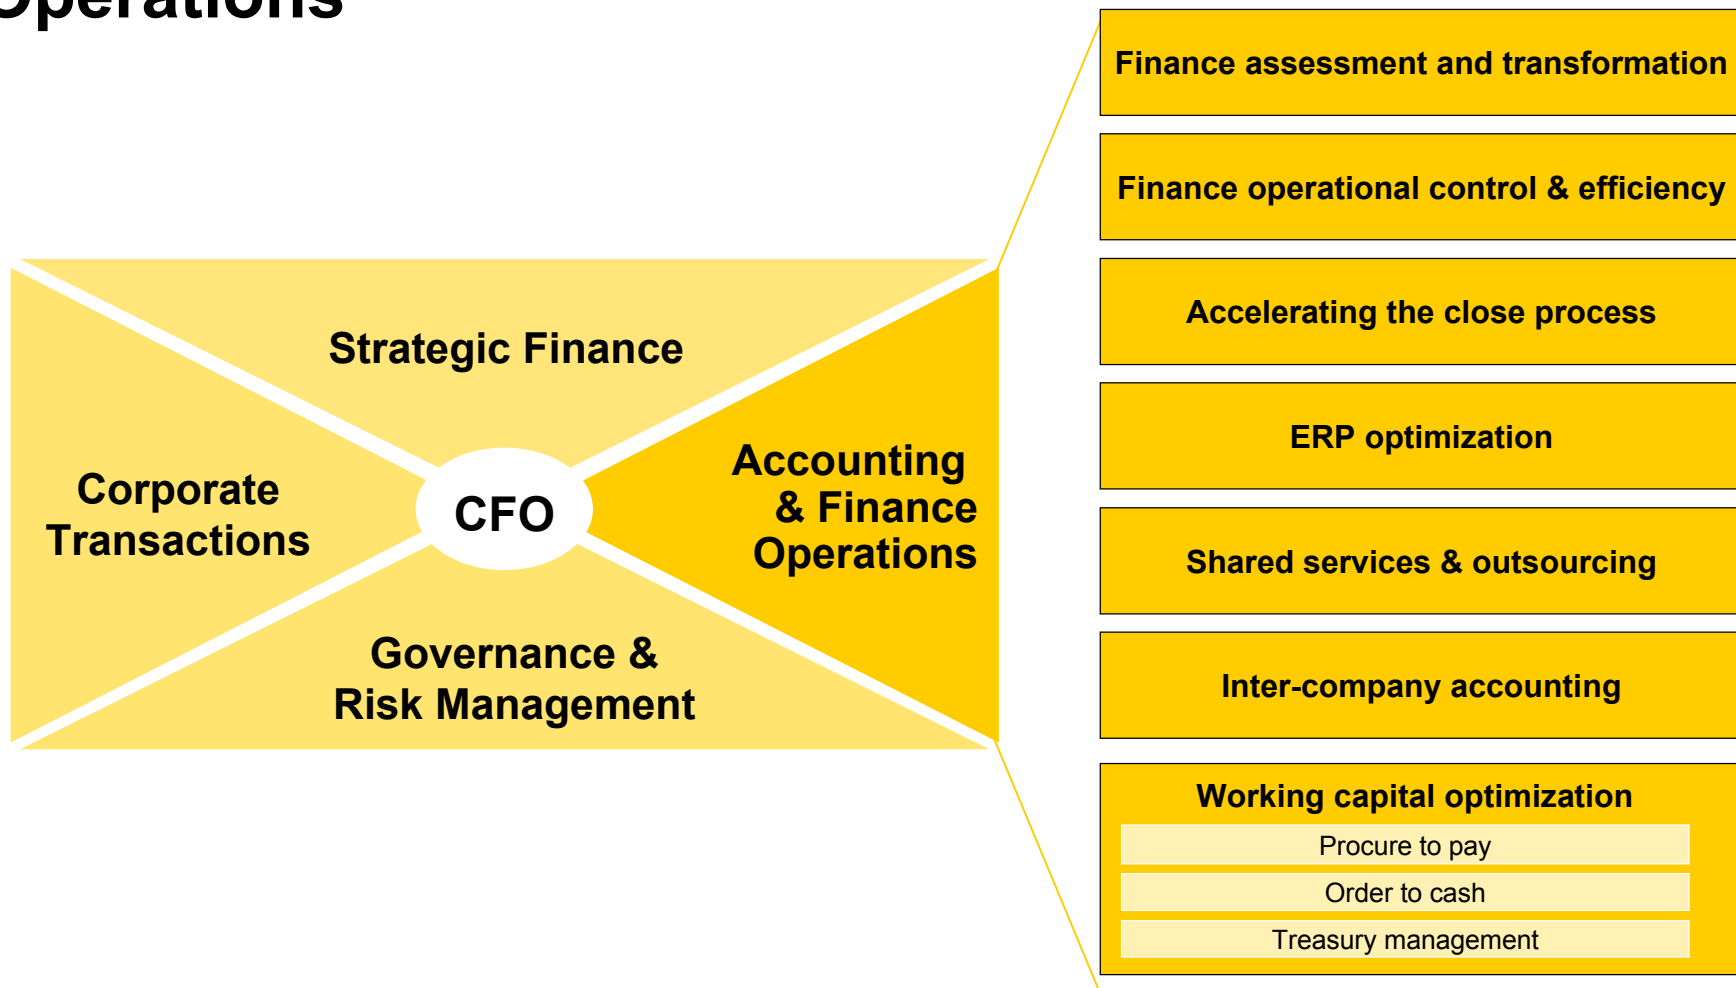 Operations
Finance assessment and transformation
Finance operational control & efficiency
Accelerating the close process
ERP optimization
Shared services & outsourcing
Inter-company accounting
Working capital optimization
Procure to pay
Order to cash
Treasury management
Strategic Finance
Corporate
Transactions
CFO
Accounting
& Finance
Operations
Governance &
Risk Management